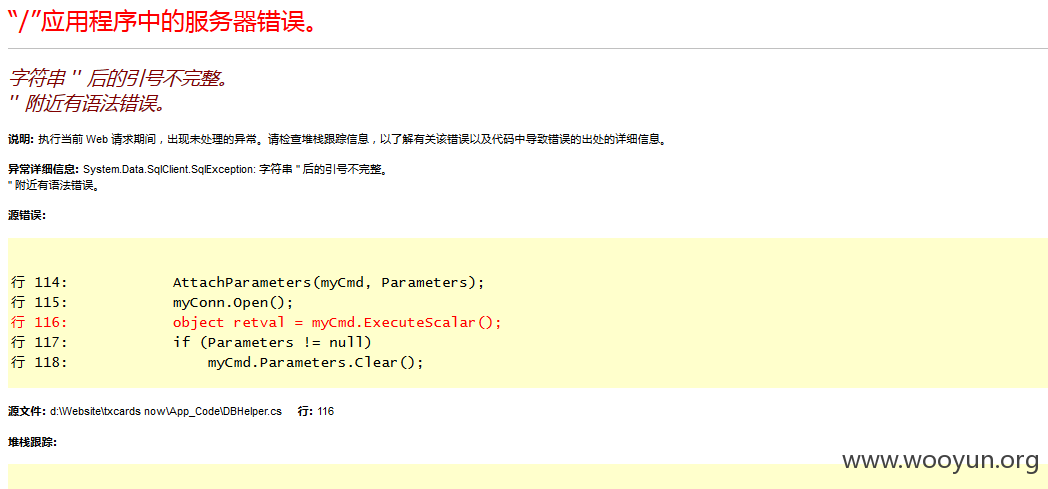 “/”应用程序中的服务器错误。
字符串 '' 后的引号不完整。
'' 附近有语法错误。
说明: 执行当前 Web 请求期间，出现未处理的异常。请检查堆栈跟踪信息，以了解有关该错误以及代码中导致错误的出处的详细信息。
异常详细信息: System.Data.SqlClient.SqlException: 字符串 '' 后的引号不完整。
'' 附近有语法错误。
源错误:
行 114:            AttachParameters(myCmd, Parameters);
行 115:            myConn.Open();
行 116:            object retval = myCmd.ExecuteScalar();
行 117:            if (Parameters != null)
行 118:                myCmd.Parameters.Clear();
源文件: d:\Website\txcards now\App_Code\DBHelper.cs    行: 116
堆栈跟踪:
www.wooyun.org